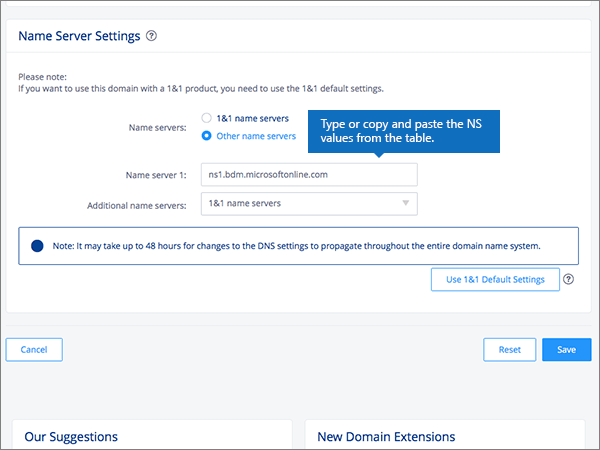 Name Server Settings ?
Please note:
If you want to use this domain with a 1&1 product, you need to use the 1&1 default settings.
Name servers:
1&1 name servers
Other name servers
Type or copy and paste the NS
values from the table.
Name server 1:
ns1.bdm.microsoftonline.com
Additional name servers:
1&1 name servers
Note: It may take up to 48 hours for changes to the DNS settings to propagate throughout the entire domain name system.
Use 1&1 Default Settings ?
Cancel
Reset
Save
Our Suggestions
New Domain Extensions